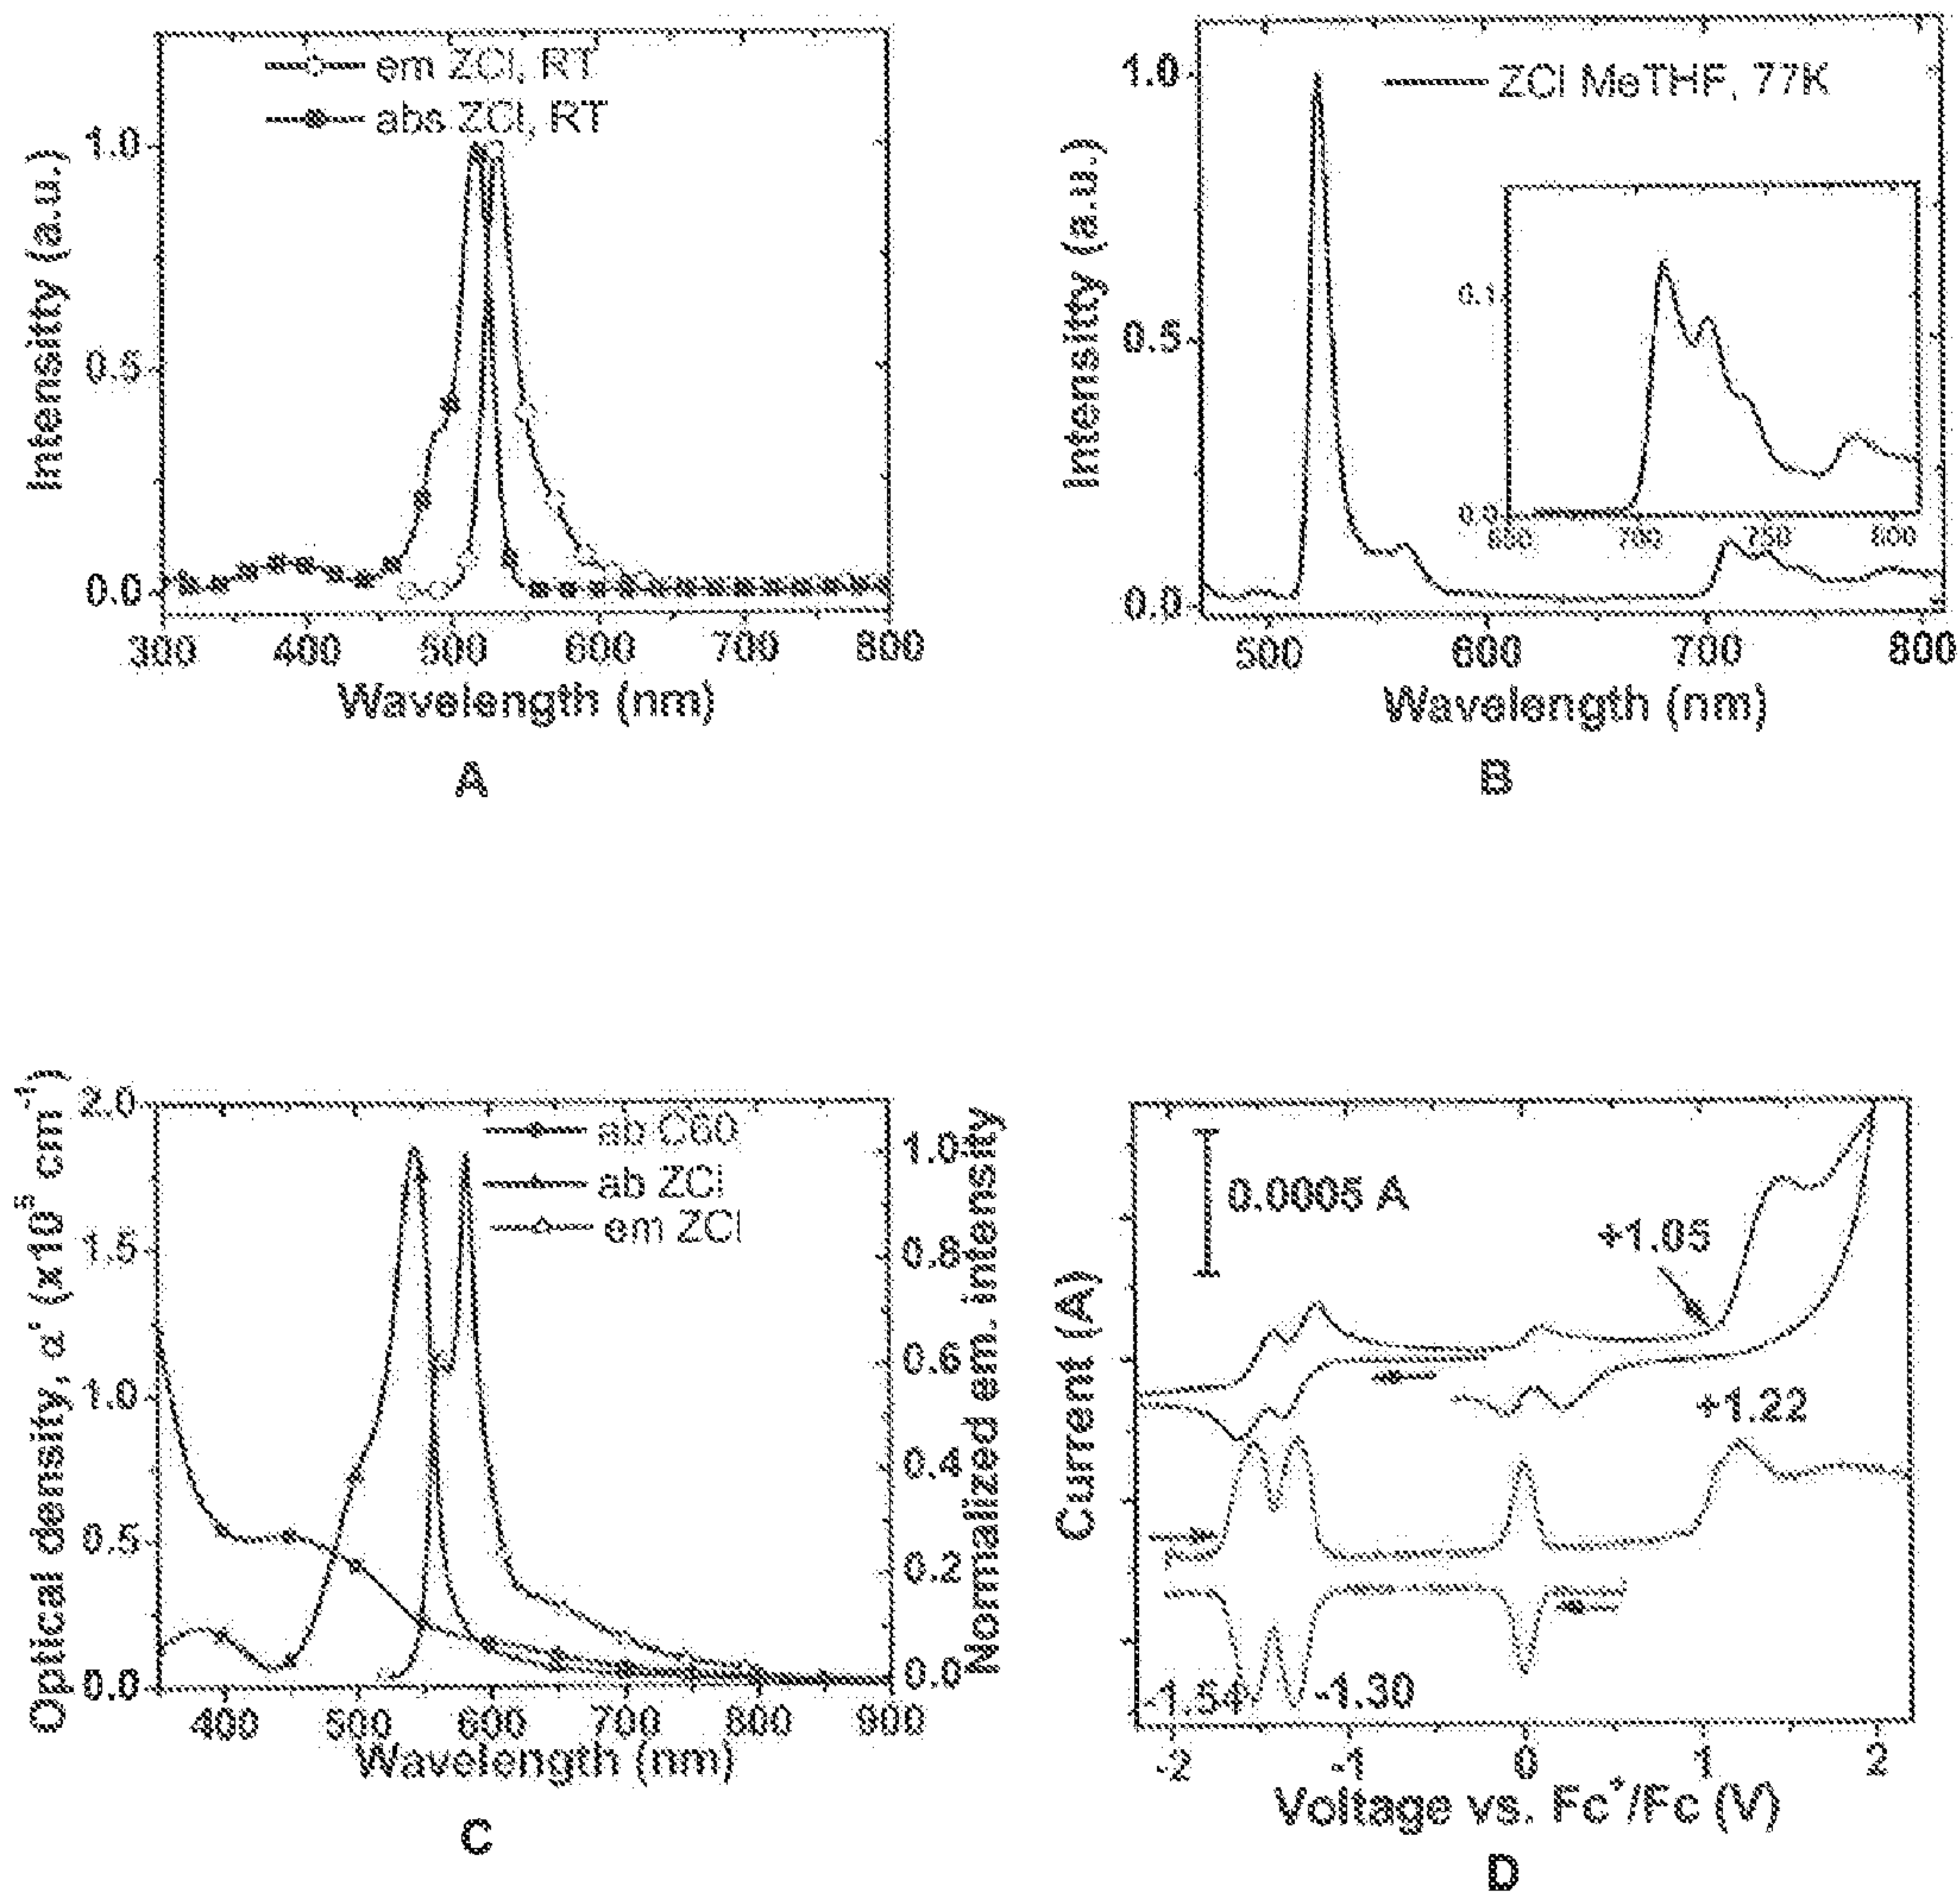 em ZCl, RT
abs ZCl, RT
1.0
0.5
0.0
Intensity (a.u.)
300 400 500 600 700 800
Wavelength (nm)
A
ZCl MeTHF, 77K
1.0
0.5
0.0
Intensitty (a.u.)
0.1
0.0
700 750 800
500 600 700 800
Wavelength (nm)
B
ab C60
ab ZCl
em ZCl
2.0
1.5
1.0
0.5
0.0
Optical density, α' (x10⁵ cm⁻¹)
1.0
0.8
0.6
0.4
0.2
0.0
Normalized em. intensity
400 500 600 700 800 900
Wavelength (nm)
C
0.0005 A
+1.05
+1.22
-1.54
-1.30
Current (A)
-2 -1 0 1 2
Voltage vs. Fc⁺/Fc (V)
D